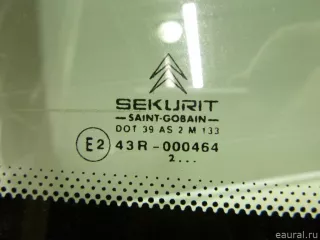 SEKURIT
SAINT-GOBAIN
DOT 39 AS 2 M 133
E2 43R-000464
2...
eaural.ru